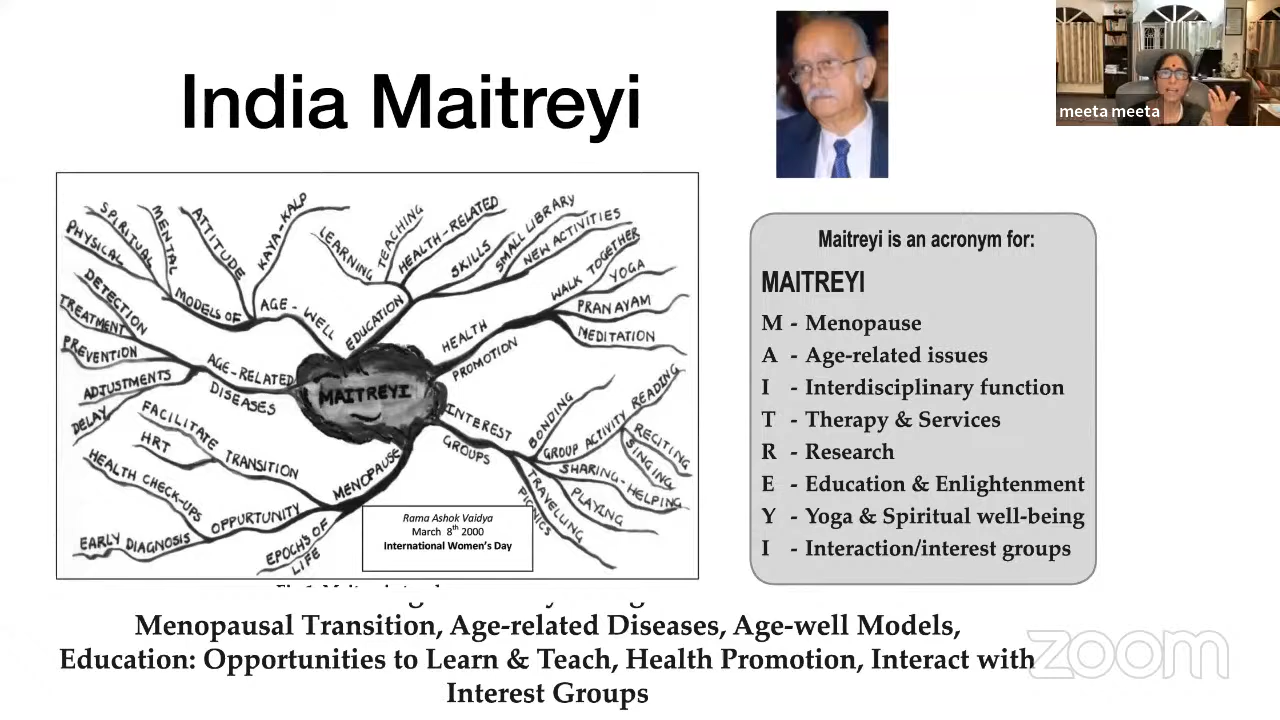 India Maitreyi
meeta meeta
SPIRITUAL
PHYSICAL
MENTAL
ATTITUDE
KAYA-KALP
MODELS OF
AGE-WELL
LEARNING
TEACHING
HEALTH-RELATED
SKILLS
SMALL LIBRARY
NEW ACTIVITIES
EDUCATION
WALK TOGETHER
YOGA
PRANAYAM
MEDITATION
HEALTH
PROMOTION
DETECTION
TREATMENT
PREVENTION
ADJUSTMENTS
DELAY
AGE-RELATED
DISEASES
MAITREYI
INTEREST
GROUPS
BONDING
GROUP ACTIVITY
READING
RECITING
SINGING
SHARING-HELPING
PLAYING
TRAVELLING
PICNICS
FACILITATE TRANSITION
HRT
MENOPAUSE
HEALTH CHECK-UPS
OPPORTUNITY
EARLY DIAGNOSIS
EPOCHS OF
LIFE
Rama Ashok Vaidya
March 8th 2000
International Women's Day
Maitreyi is an acronym for:
MAITREYI
M - Menopause
A - Age-related issues
I - Interdisciplinary function
T - Therapy & Services
R - Research
E - Education & Enlightenment
Y - Yoga & Spiritual well-being
I - Interaction/interest groups
Menopausal Transition, Age-related Diseases, Age-well Models,
Education: Opportunities to Learn & Teach, Health Promotion, Interact with
Interest Groups
zoom